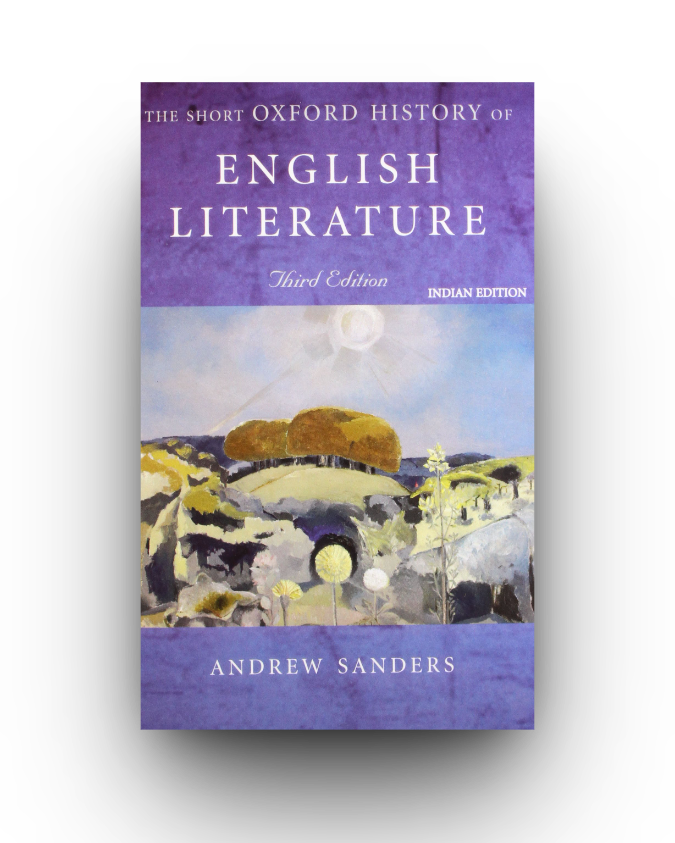 THE SHORT OXFORD HISTORY OF
ENGLISH
LITERATURE
Third Edition
INDIAN EDITION
ANDREW SANDERS